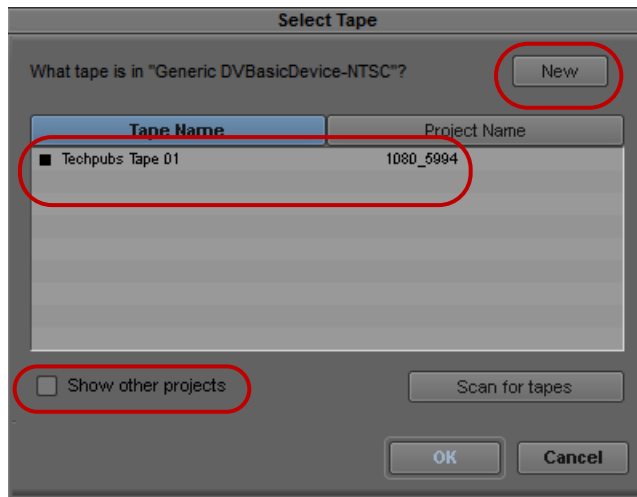 Select Tape
What tape is in "Generic DVBasicDevice-NTSC"?
New
Tape Name Project Name
Techpubs Tape 01 1080_5994
Show other projects
Scan for tapes
OK Cancel